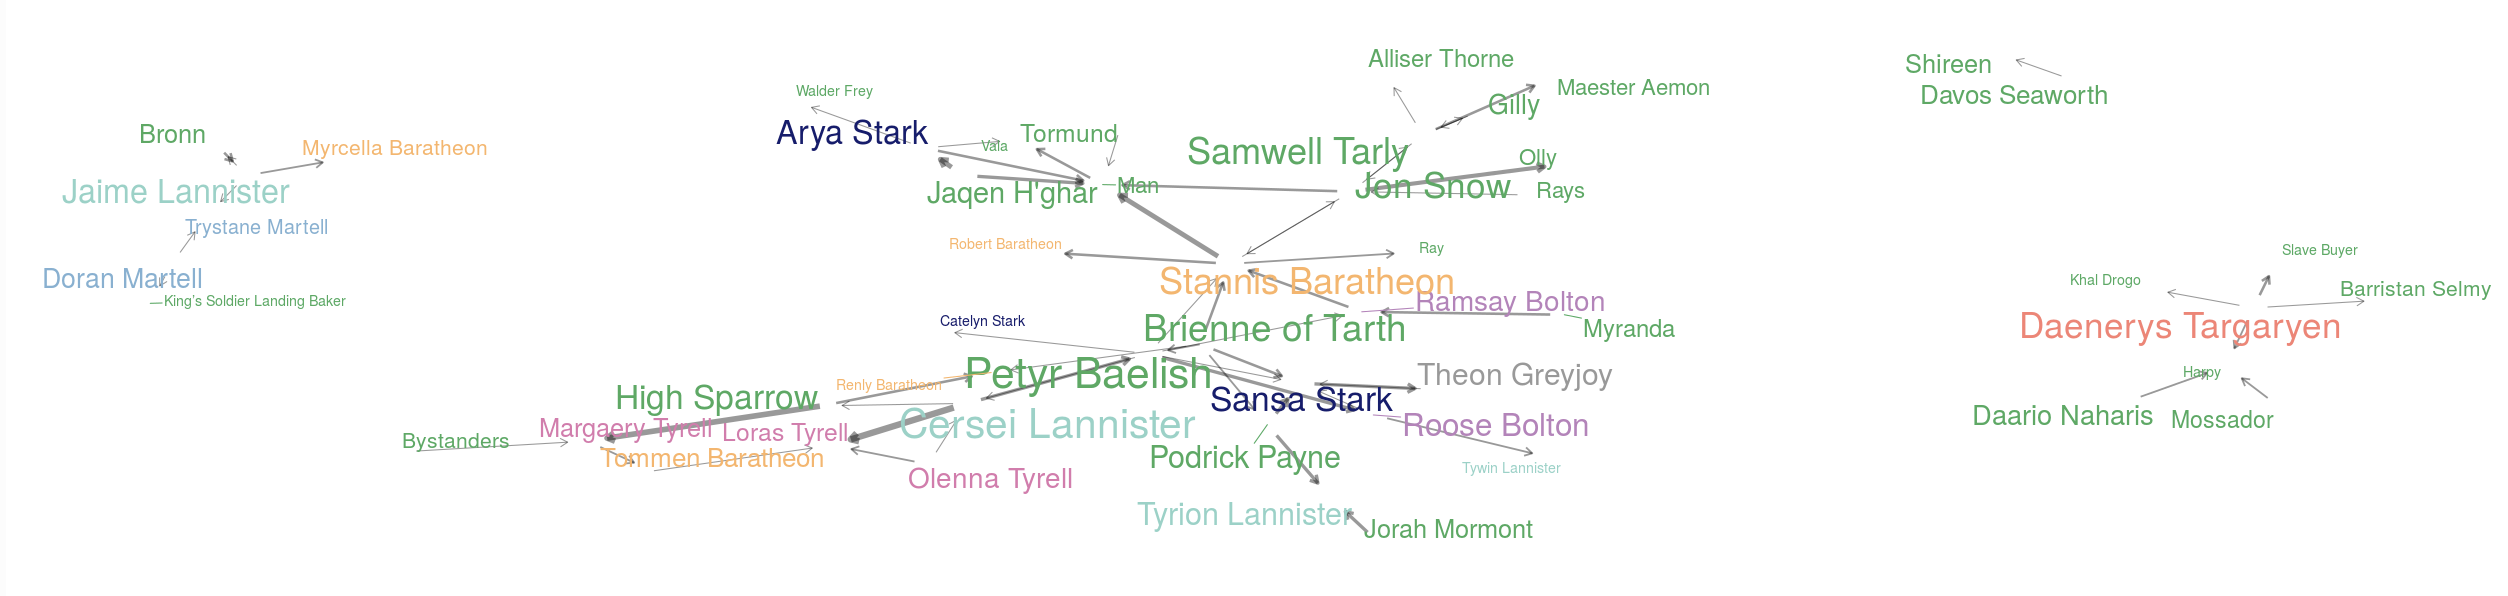 Alliser Thorne
Shireen
Walder Frey
Maester Aemon
Davos Seaworth
Gilly
Bronn
Arya Stark
Tormund
Myrcella Baratheon
Vala
Samwell Tarly
Olly
Jaime Lannister
Jaqen H'ghar
Man
Jon Snow
Rays
Trystane Martell
Robert Baratheon
Ray
Slave Buyer
Doran Martell
Stannis Baratheon
Khal Drogo
Barristan Selmy
King's Soldier Landing Baker
Ramsay Bolton
Catelyn Stark
Brienne of Tarth
Myranda
Daenerys Targaryen
Petyr Baelish
Theon Greyjoy
Harpy
Renly Baratheon
High Sparrow
Sansa Stark
Daario Naharis
Mossador
Margaery Tyrell
Loras Tyrell
Cersei Lannister
Roose Bolton
Bystanders
Tommen Baratheon
Podrick Payne
Tywin Lannister
Olenna Tyrell
Tyrion Lannister
Jorah Mormont